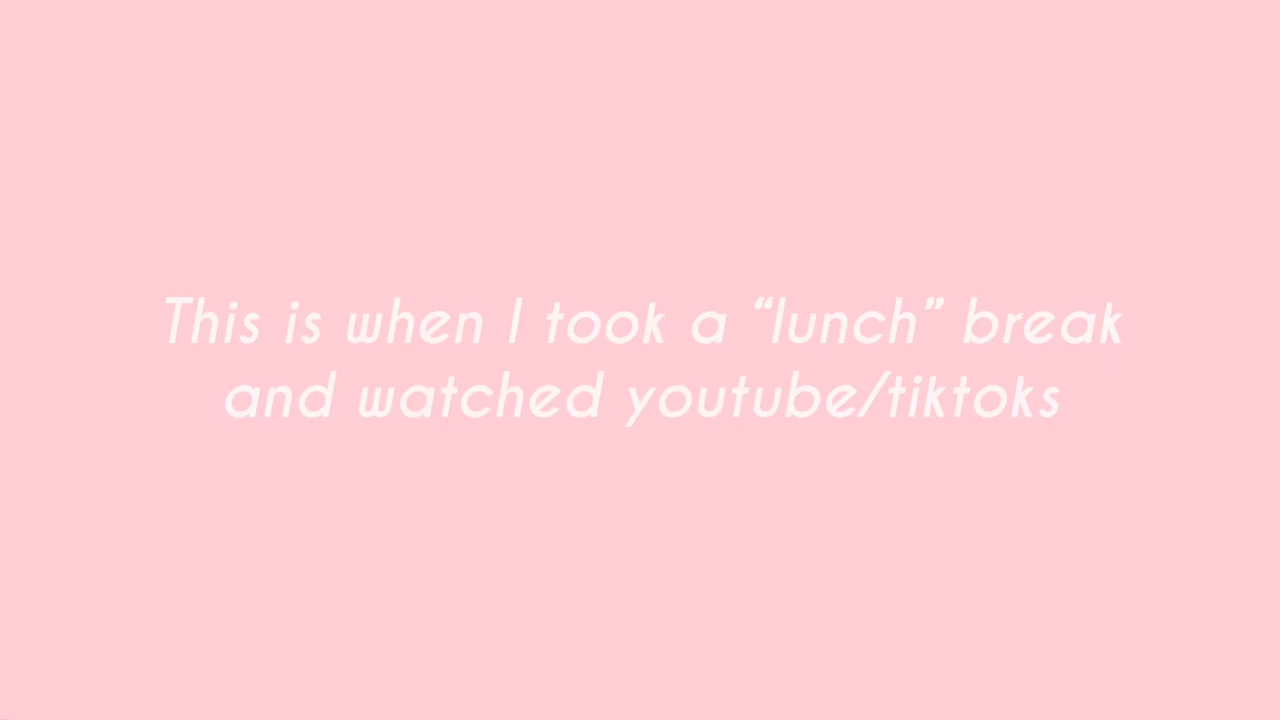 This is when I took a “lunch” break
and watched youtube/tiktoks